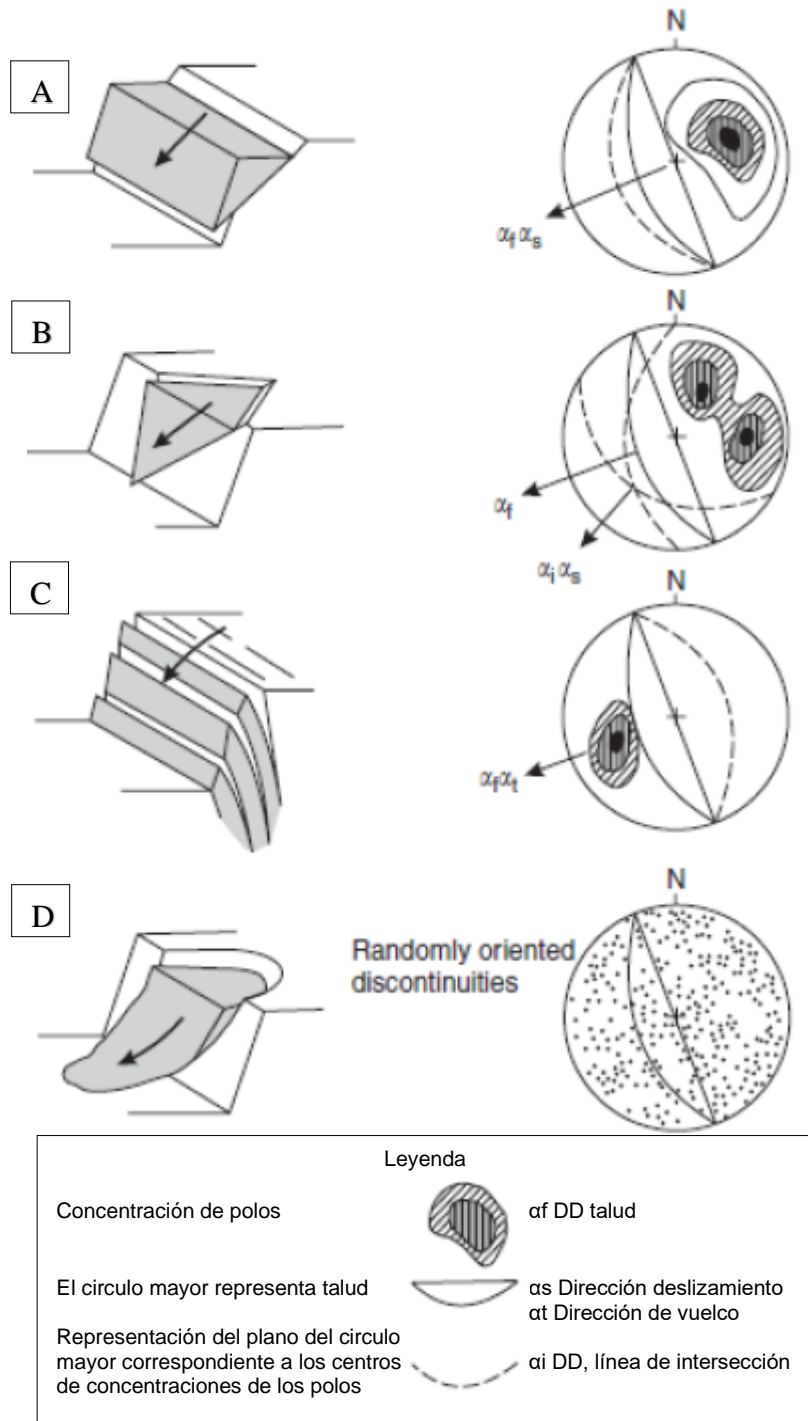 A
N
αf αs
B
N
αf
αi αs
C
N
αfαt
D
N
Randomly oriented
discontinuities
Leyenda
Concentración de polos
αf DD talud
El circulo mayor representa talud
αs Dirección deslizamiento
αt Dirección de vuelco
Representación del plano del circulo
mayor correspondiente a los centros
de concentraciones de los polos
αi DD, línea de intersección